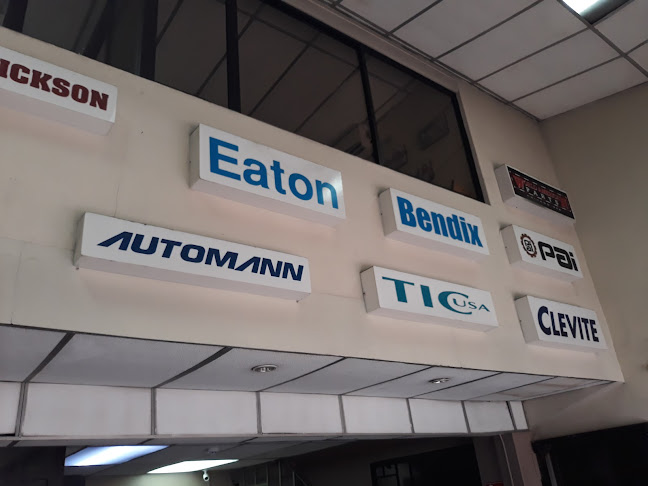 ICKSON
Eaton
Bendix
AUTOMANN
TIC USA
pai
CLEVITE